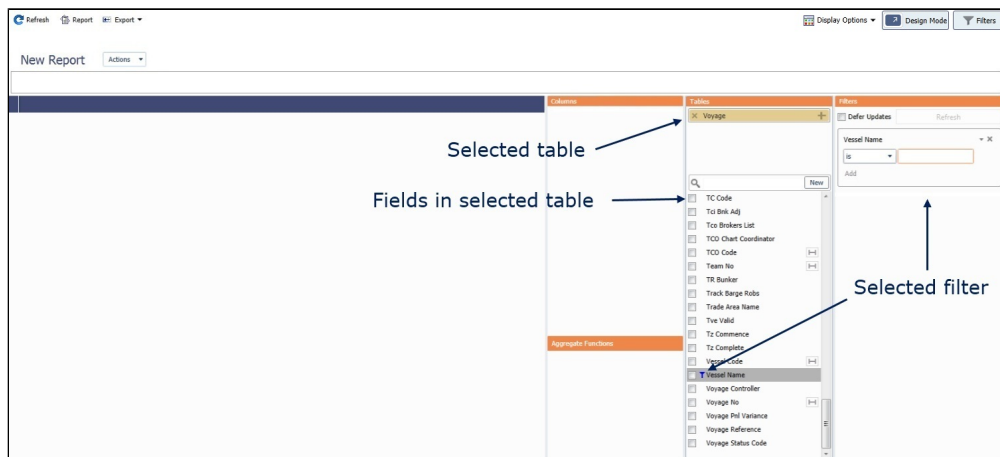 Refresh Report Export
Display Options Design Mode Filters
New Report Actions
Columns
Tables
Filters
Voyage
Defer Updates Refresh
Vessel Name
is
Add
Selected table
New
Fields in selected table
TC Code
Tci Bnk Adj
Tco Brokers List
TCO Chart Coordinator
TCO Code
Team No
TR Bunker
Track Barge Robs
Trade Area Name
Tve Valid
Tz Commence
Tz Complete
Vessel Code
Vessel Name
Voyage Controller
Voyage No
Voyage Pnl Variance
Voyage Reference
Voyage Status Code
Selected filter
Aggregate Functions